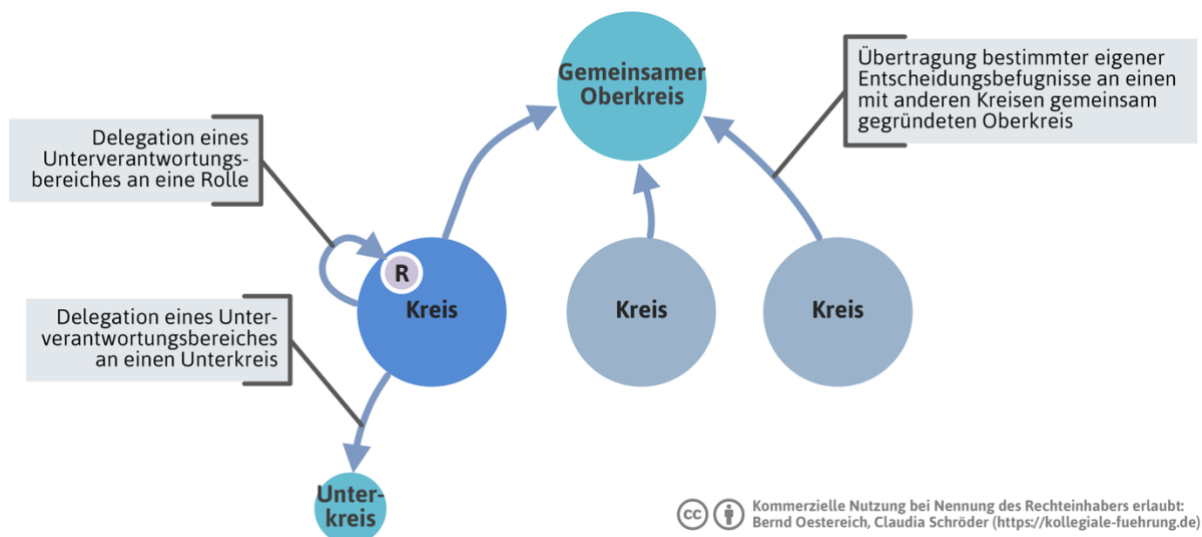 Gemeinsamer
Oberkreis
Übertragung bestimmter eigener
Entscheidungsbefugnisse an einen
mit anderen Kreisen gemeinsam
gegründeten Oberkreis
Delegation eines
Unterverantwortungs-
bereiches an eine Rolle
R
Kreis
Kreis
Kreis
Delegation eines Unter-
verantwortungsbereiches
an einen Unterkreis
Unter-
kreis
cc
Kommerzielle Nutzung bei Nennung des Rechteinhabers erlaubt:
Bernd Oestereich, Claudia Schröder (https://kollegiale-fuehrung.de)